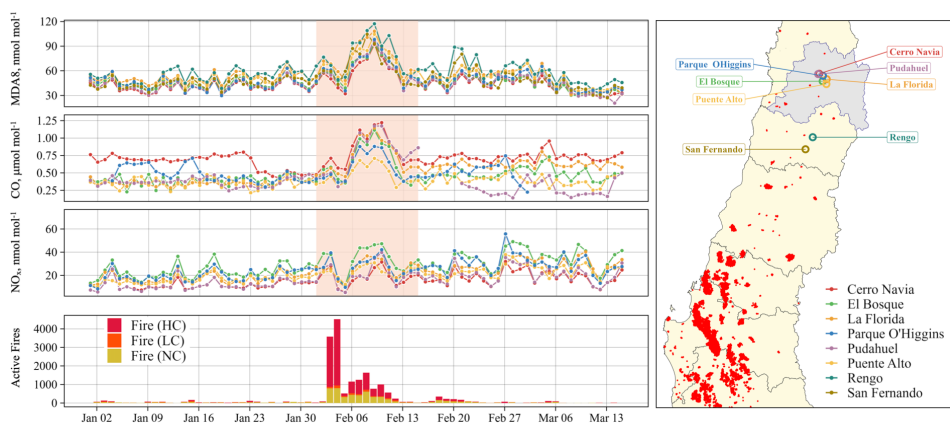 120
90
60
30
MDA8, nmol mol⁻¹
1.25
1.00
0.75
0.50
0.25
CO, x nmol mol⁻¹
60
40
20
NOₓ, nmol mol⁻¹
4000
3000
2000
1000
0
Active Fires
Fire (HC)
Fire (LC)
Fire (NC)
Jan 02 Jan 09 Jan 16 Jan 23 Jan 30 Feb 06 Feb 13 Feb 20 Feb 27 Mar 06 Mar 13
Cerro Navia
Parque OHiggins
Pudahuel
El Bosque
La Florida
Puente Alto
Rengo
San Fernando
Cerro Navia
El Bosque
La Florida
Parque O'Higgins
Pudahuel
Puente Alto
Rengo
San Fernando